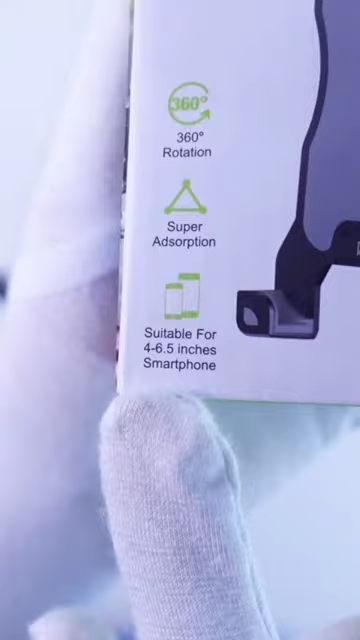 360°
360°
Rotation
Super
Adsorption
Suitable For
4-6.5 inches
Smartphone